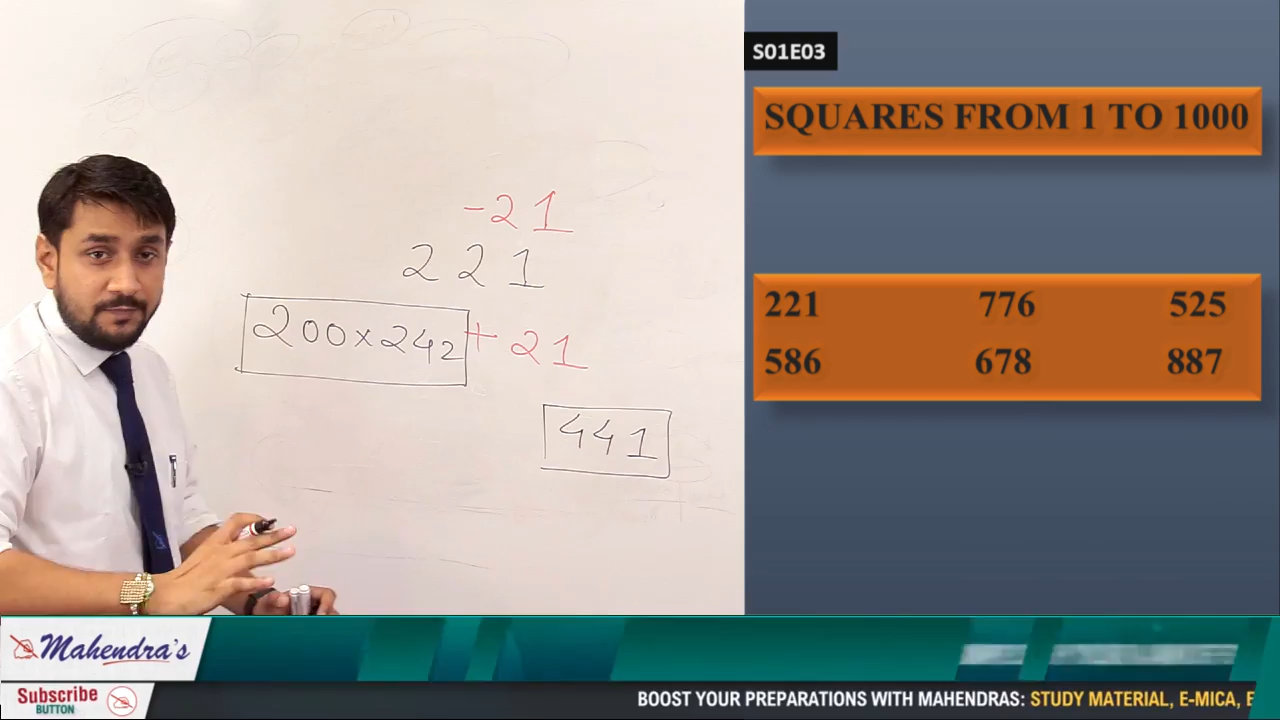 S01E03
SQUARES FROM 1 TO 1000
-21
221
200×242+21
441
221 776 525
586 678 887
Mahendra's
Subscribe
BUTTON
BOOST YOUR PREPARATIONS WITH MAHENDRAS: STUDY MATERIAL, E-MICA, E